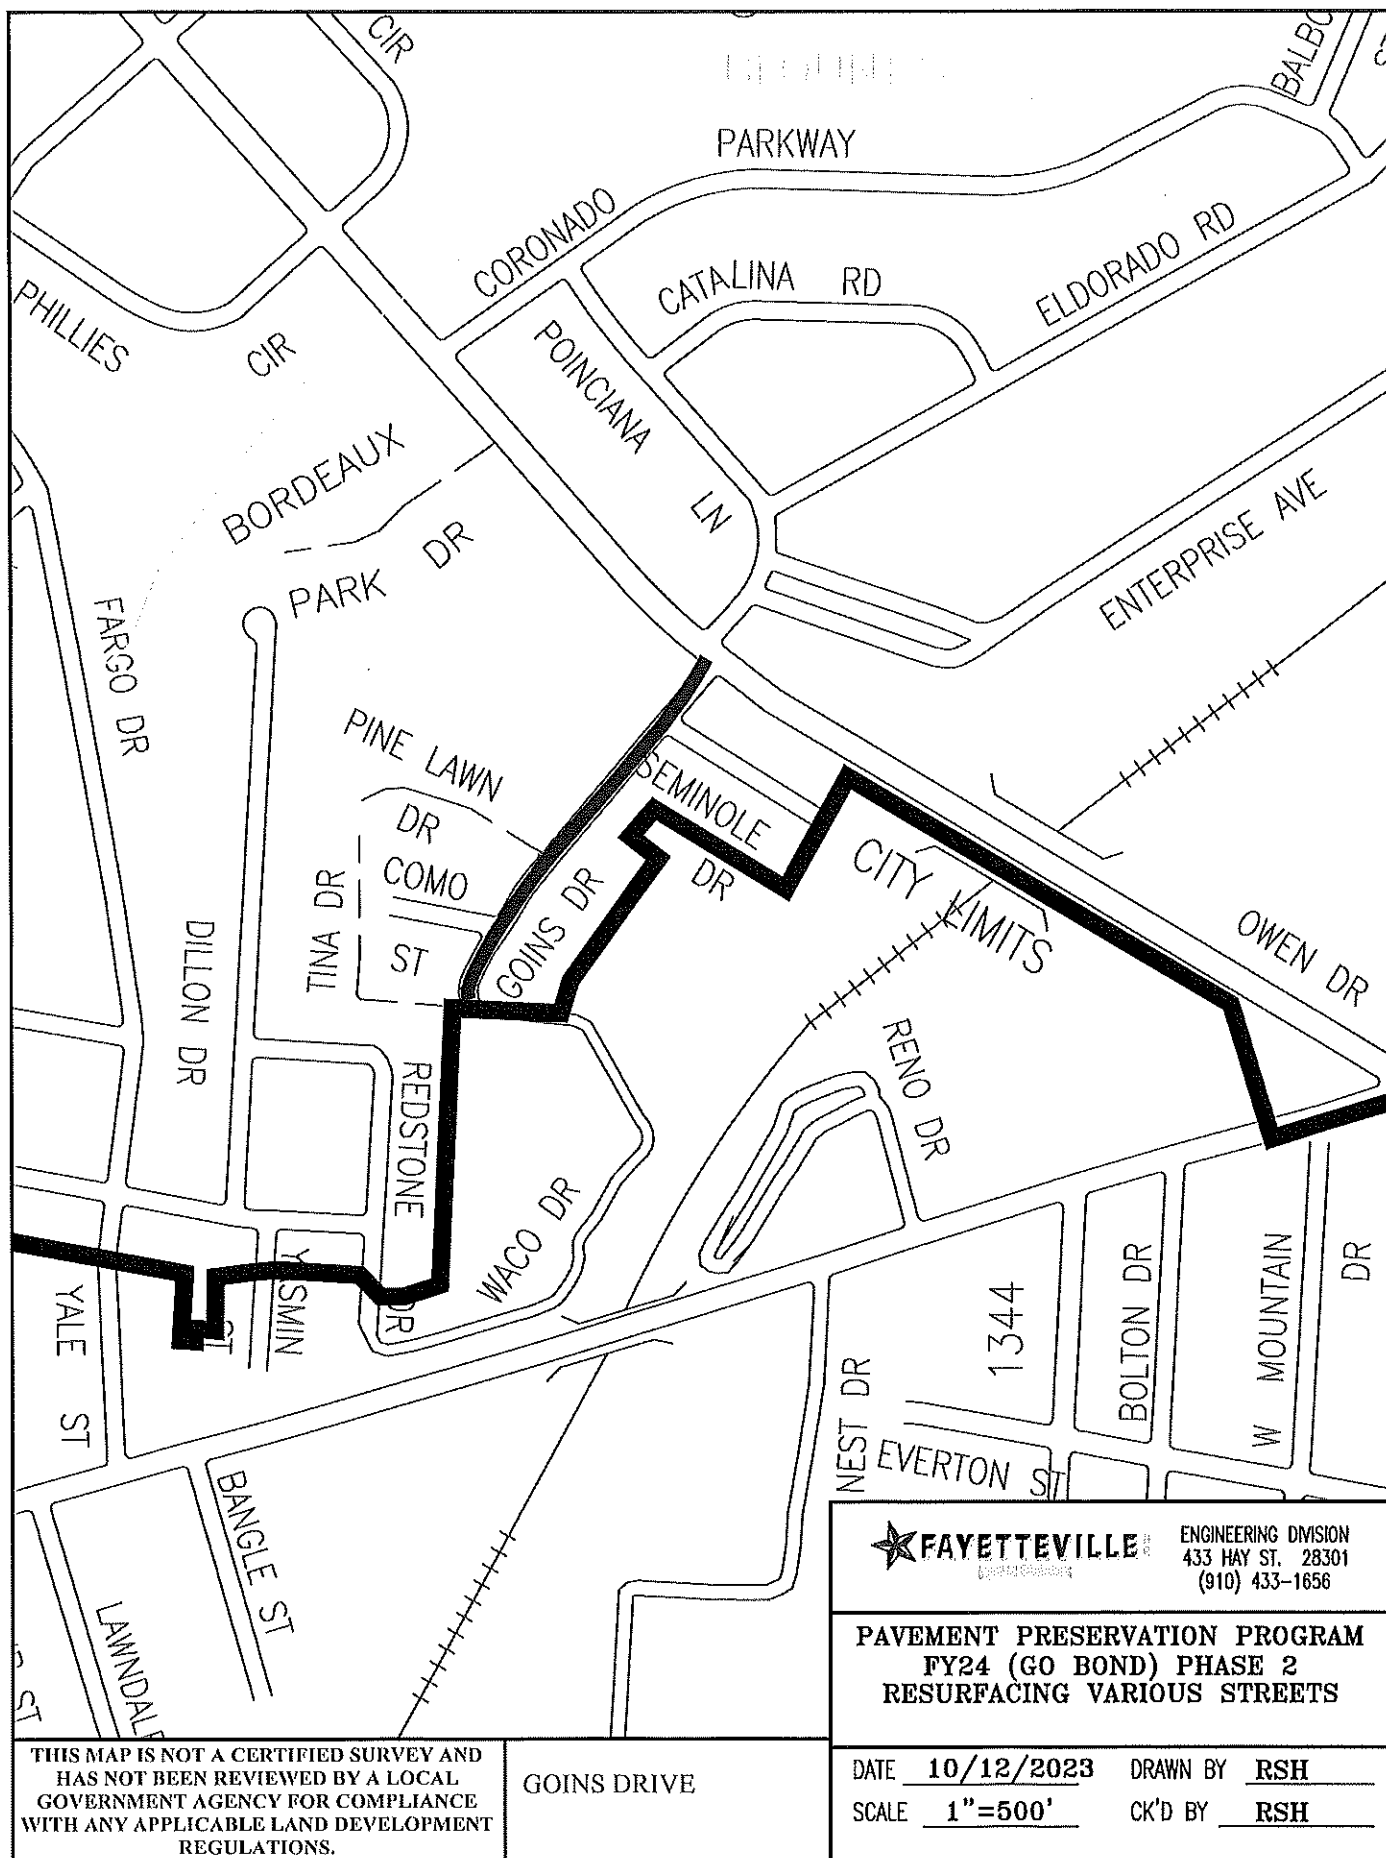 CIR
BALBO
PARKWAY
CORONADO
CATALINA RD
ELDORADO RD
PHILLIES
CIR
POINCIANA
LN
BORDEAUX
PARK DR
ENTERPRISE AVE
FARGO DR
PINE LAWN
DR
SEMINOLE
DR
COMO
ST
TINA DR
GOINS DR
CITY LIMITS
OWEN DR
DILLON DR
RENO DR
REDSTONE
DR
WACO DR
YASMIN
ST
YALE ST
1344
BOLTON DR
W MOUNTAIN
DR
NEST DR
EVERTON ST
BANGLE ST
LAWNDALE
ST
FAYETTEVILLE
ENGINEERING DIVISION
433 HAY ST. 28301
(910) 433-1656
PAVEMENT PRESERVATION PROGRAM
FY24 (GO BOND) PHASE 2
RESURFACING VARIOUS STREETS
THIS MAP IS NOT A CERTIFIED SURVEY AND
HAS NOT BEEN REVIEWED BY A LOCAL
GOVERNMENT AGENCY FOR COMPLIANCE
WITH ANY APPLICABLE LAND DEVELOPMENT
REGULATIONS.
GOINS DRIVE
DATE 10/12/2023 DRAWN BY RSH
SCALE 1"=500' CK'D BY RSH